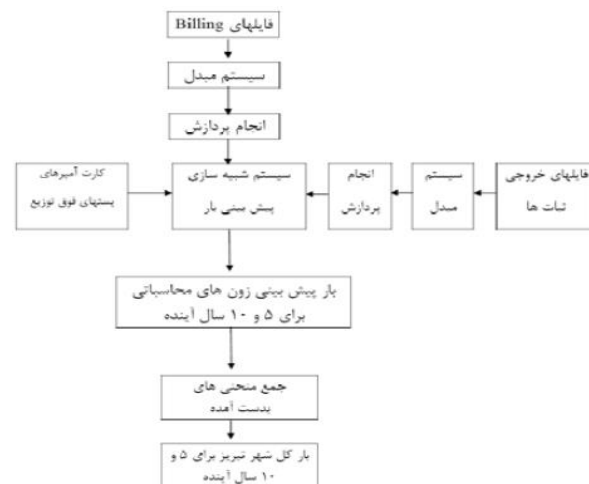 فایلهای Billing
سیستم مبدل
انجام پردازش
کارت آمپرهای
پستهای فوق توزیع
سیستم شبیه سازی
پیش بینی بار
انجام
پردازش
سیستم
مبدل
فایلهای خروجی
ثبات ها
بار پیش بینی زون های محاسباتی
برای ۵ و ۱۰ سال آینده
جمع منحنی های
بدست آمده
بار کل شهر تبریز برای ۵ و
۱۰ سال آینده